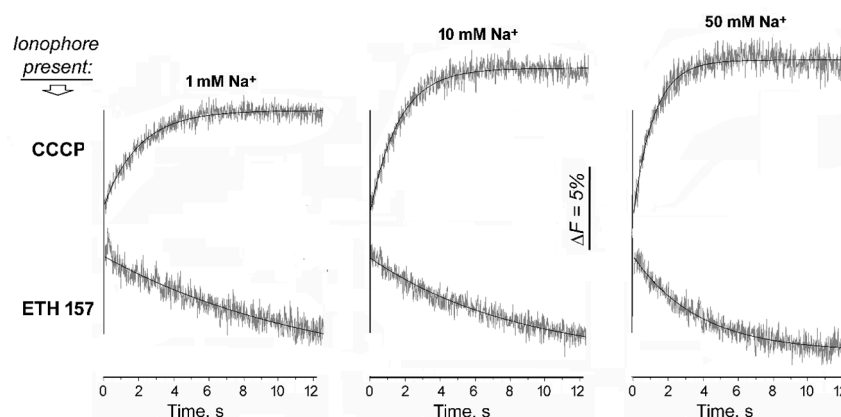 Ionophore
present:
1 mM Na⁺
10 mM Na⁺
50 mM Na⁺
CCCP
ETH 157
ΔF = 5%
0 2 4 6 8 10 12
0 2 4 6 8 10 12
0 2 4 6 8 10 12
Time, s
Time, s
Time, s